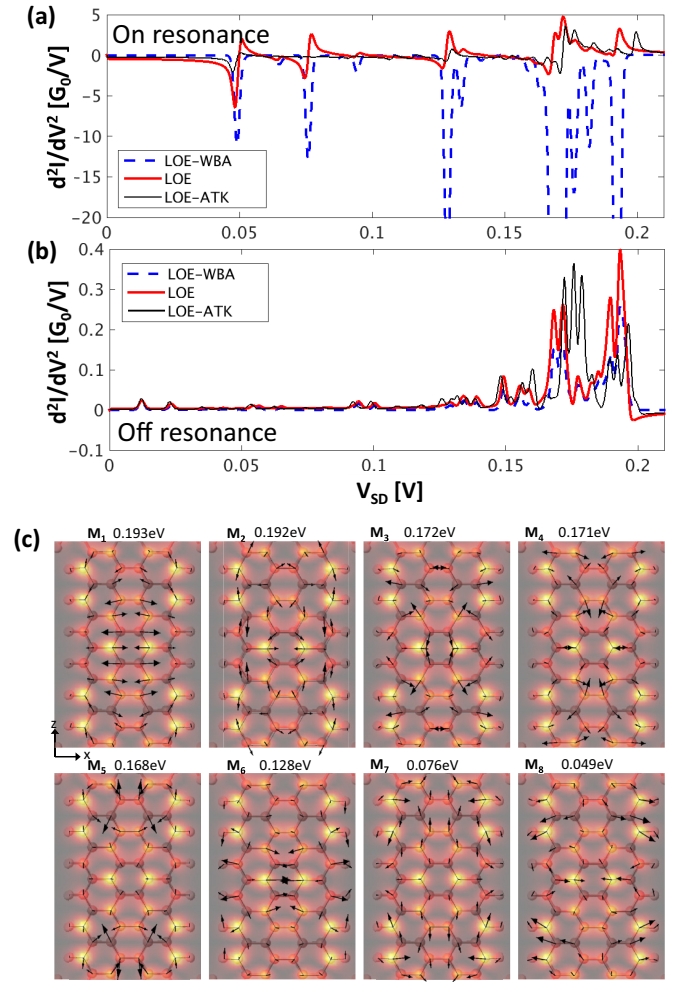 (a)
On resonance
d²I/dV² [G₀/V]
5
0
-5
-10
-15
-20
LOE-WBA
LOE
LOE-ATK
0 0.05 0.1 0.15 0.2
(b)
d²I/dV² [G₀/V]
0.4
0.3
0.2
0.1
0
0.1
LOE-WBA
LOE
LOE-ATK
Off resonance
0 0.05 0.1 0.15 0.2
V_SD [V]
(c)
M₁ 0.193eV
M₂ 0.192eV
M₃ 0.172eV
M₄ 0.171eV
z
x
M₅ 0.168eV
M₆ 0.128eV
M₇ 0.076eV
M₈ 0.049eV